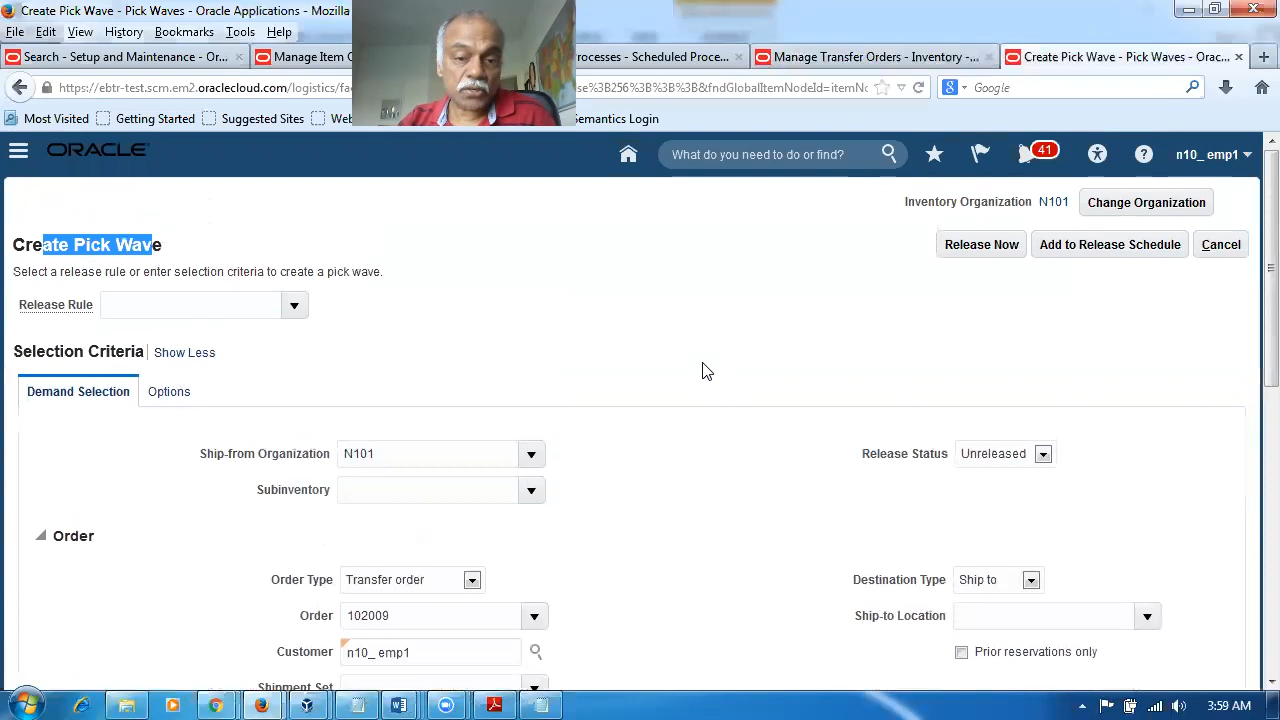 Create Pick Wave - Pick Waves - Oracle Applications - Mozilla
File Edit View History Bookmarks Tools Help
Search - Setup and Maintenance - Or... Manage Item processes - Scheduled Proce... Manage Transfer Orders - Inventory -... Create Pick Wave - Pick Waves - Orac...
https://ebtr-test.scm.em2.oraclecloud.com/logistics/ se%3B256%3B%3B%3B&fndGlobalItemNodeId=itemNo Google
Most Visited Getting Started Suggested Sites Semantics Login
ORACLE What do you need to do or find? 41 n10_ emp1
Inventory Organization N101 Change Organization
Create Pick Wave Release Now Add to Release Schedule Cancel
Select a release rule or enter selection criteria to create a pick wave.
Release Rule
Selection Criteria Show Less
Demand Selection Options
Ship-from Organization N101 Release Status Unreleased
Subinventory
Order
Order Type Transfer order Destination Type Ship to
Order 102009 Ship-to Location
Customer n10_ emp1 Prior reservations only
Shipment Set
3:59 AM